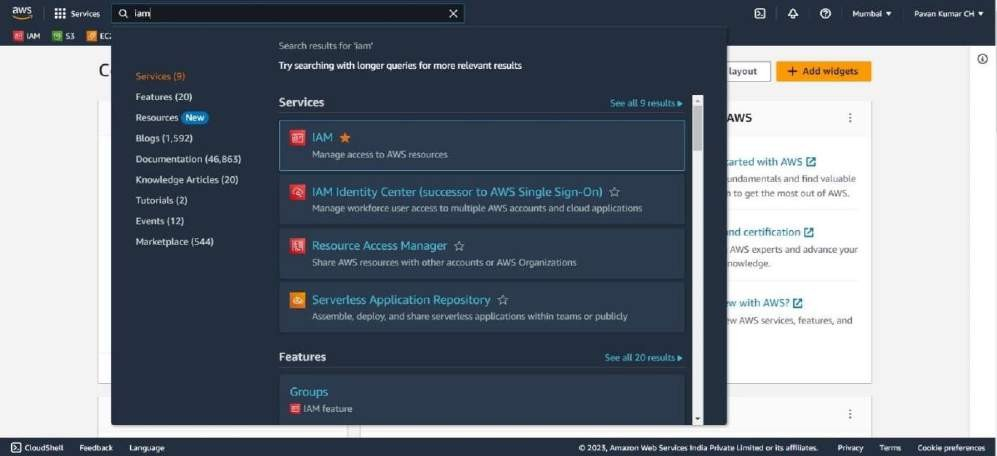 aws
Services
iam
Mumbai
Pavan Kumar CH
IAM
S3
EC2
Search results for 'iam'
Try searching with longer queries for more relevant results
layout
Add widgets
Services (9)
Features (20)
Resources New
Blogs (1,592)
Documentation (46,863)
Knowledge Articles (20)
Tutorials (2)
Events (12)
Marketplace (544)
Services
See all 9 results
IAM
Manage access to AWS resources
IAM Identity Center (successor to AWS Single Sign-On)
Manage workforce user access to multiple AWS accounts and cloud applications
Resource Access Manager
Share AWS resources with other accounts or AWS Organizations
Serverless Application Repository
Assemble, deploy, and share serverless applications within teams or publicly
Features
See all 20 results
Groups
IAM feature
AWS
tarted with AWS
undamentals and find valuable
n to get the most out of AWS.
nd certification
AWS experts and advance your
nowledge.
ew with AWS?
ew AWS services, features, and
CloudShell
Feedback
Language
© 2023, Amazon Web Services India Private Limited or its affiliates.
Privacy
Terms
Cookie preferences